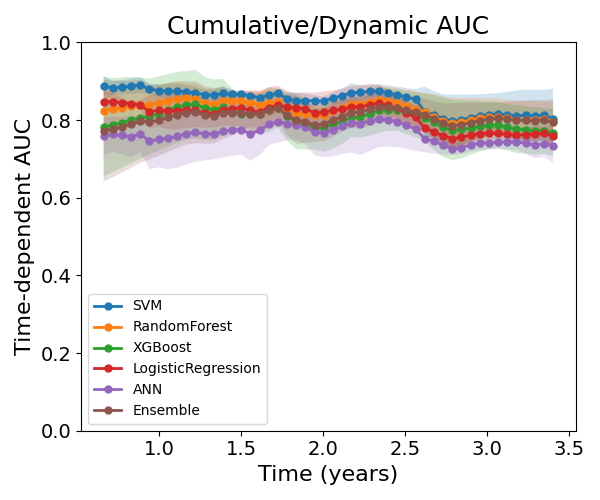 Cumulative/Dynamic AUC
Time-dependent AUC
1.0
0.8
0.6
0.4
0.2
0.0
SVM
RandomForest
XGBoost
LogisticRegression
ANN
Ensemble
1.0 1.5 2.0 2.5 3.0 3.5
Time (years)